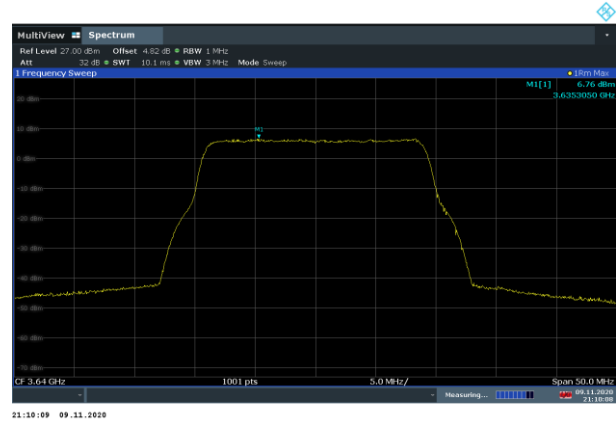 MultiView Spectrum
Ref Level 27.00 dBm Offset 4.82 dB RBW 1 MHz
Att 32 dB SWT 10.1 ms VBW 3 MHz Mode Sweep
1 Frequency Sweep 1Rm Max
M1[1] 6.76 dBm
3.6353050 GHz
20 dBm
10 dBm
M1
0 dBm
-10 dBm
-20 dBm
-30 dBm
-40 dBm
-50 dBm
-60 dBm
-70 dBm
CF 3.64 GHz 1001 pts 5.0 MHz/ Span 50.0 MHz
Measuring... 09.11.2020
21:10:08
21:10:09 09.11.2020